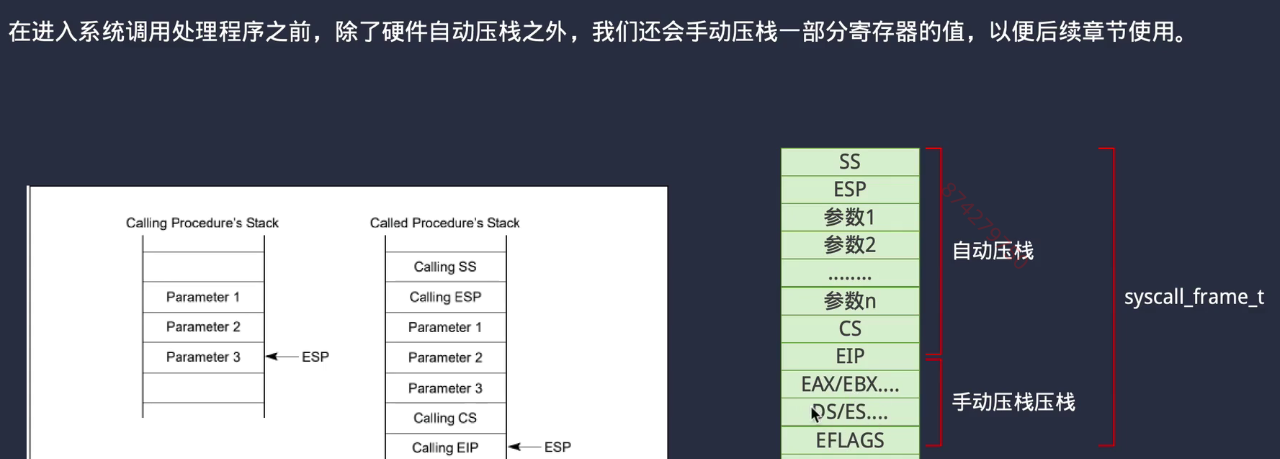 在进入系统调用处理程序之前，除了硬件自动压栈之外，我们还会手动压栈一部分寄存器的值，以便后续章节使用。
Calling Procedure's Stack
Parameter 1
Parameter 2
Parameter 3
ESP
Called Procedure's Stack
Calling SS
Calling ESP
Parameter 1
Parameter 2
Parameter 3
Calling CS
Calling EIP
ESP
SS
ESP
参数1
参数2
........
参数n
CS
EIP
EAX/EBX....
DS/ES....
EFLAGS
自动压栈
手动压栈压栈
syscall_frame_t